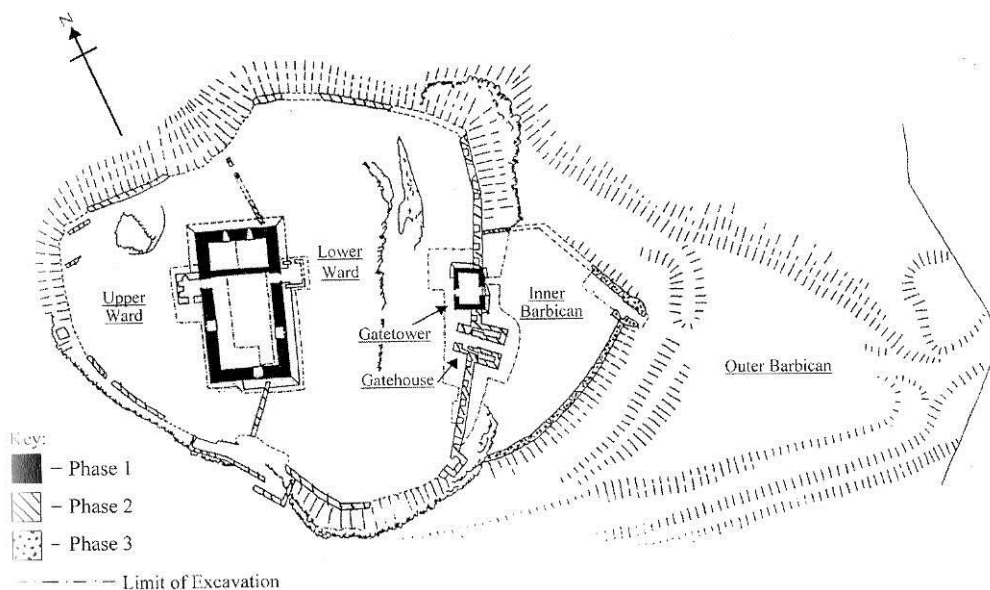 N
Upper
Ward
Lower
Ward
Gatetower
Gatehouse
Inner
Barbican
Outer Barbican
Key:
– Phase 1
– Phase 2
– Phase 3
Limit of Excavation